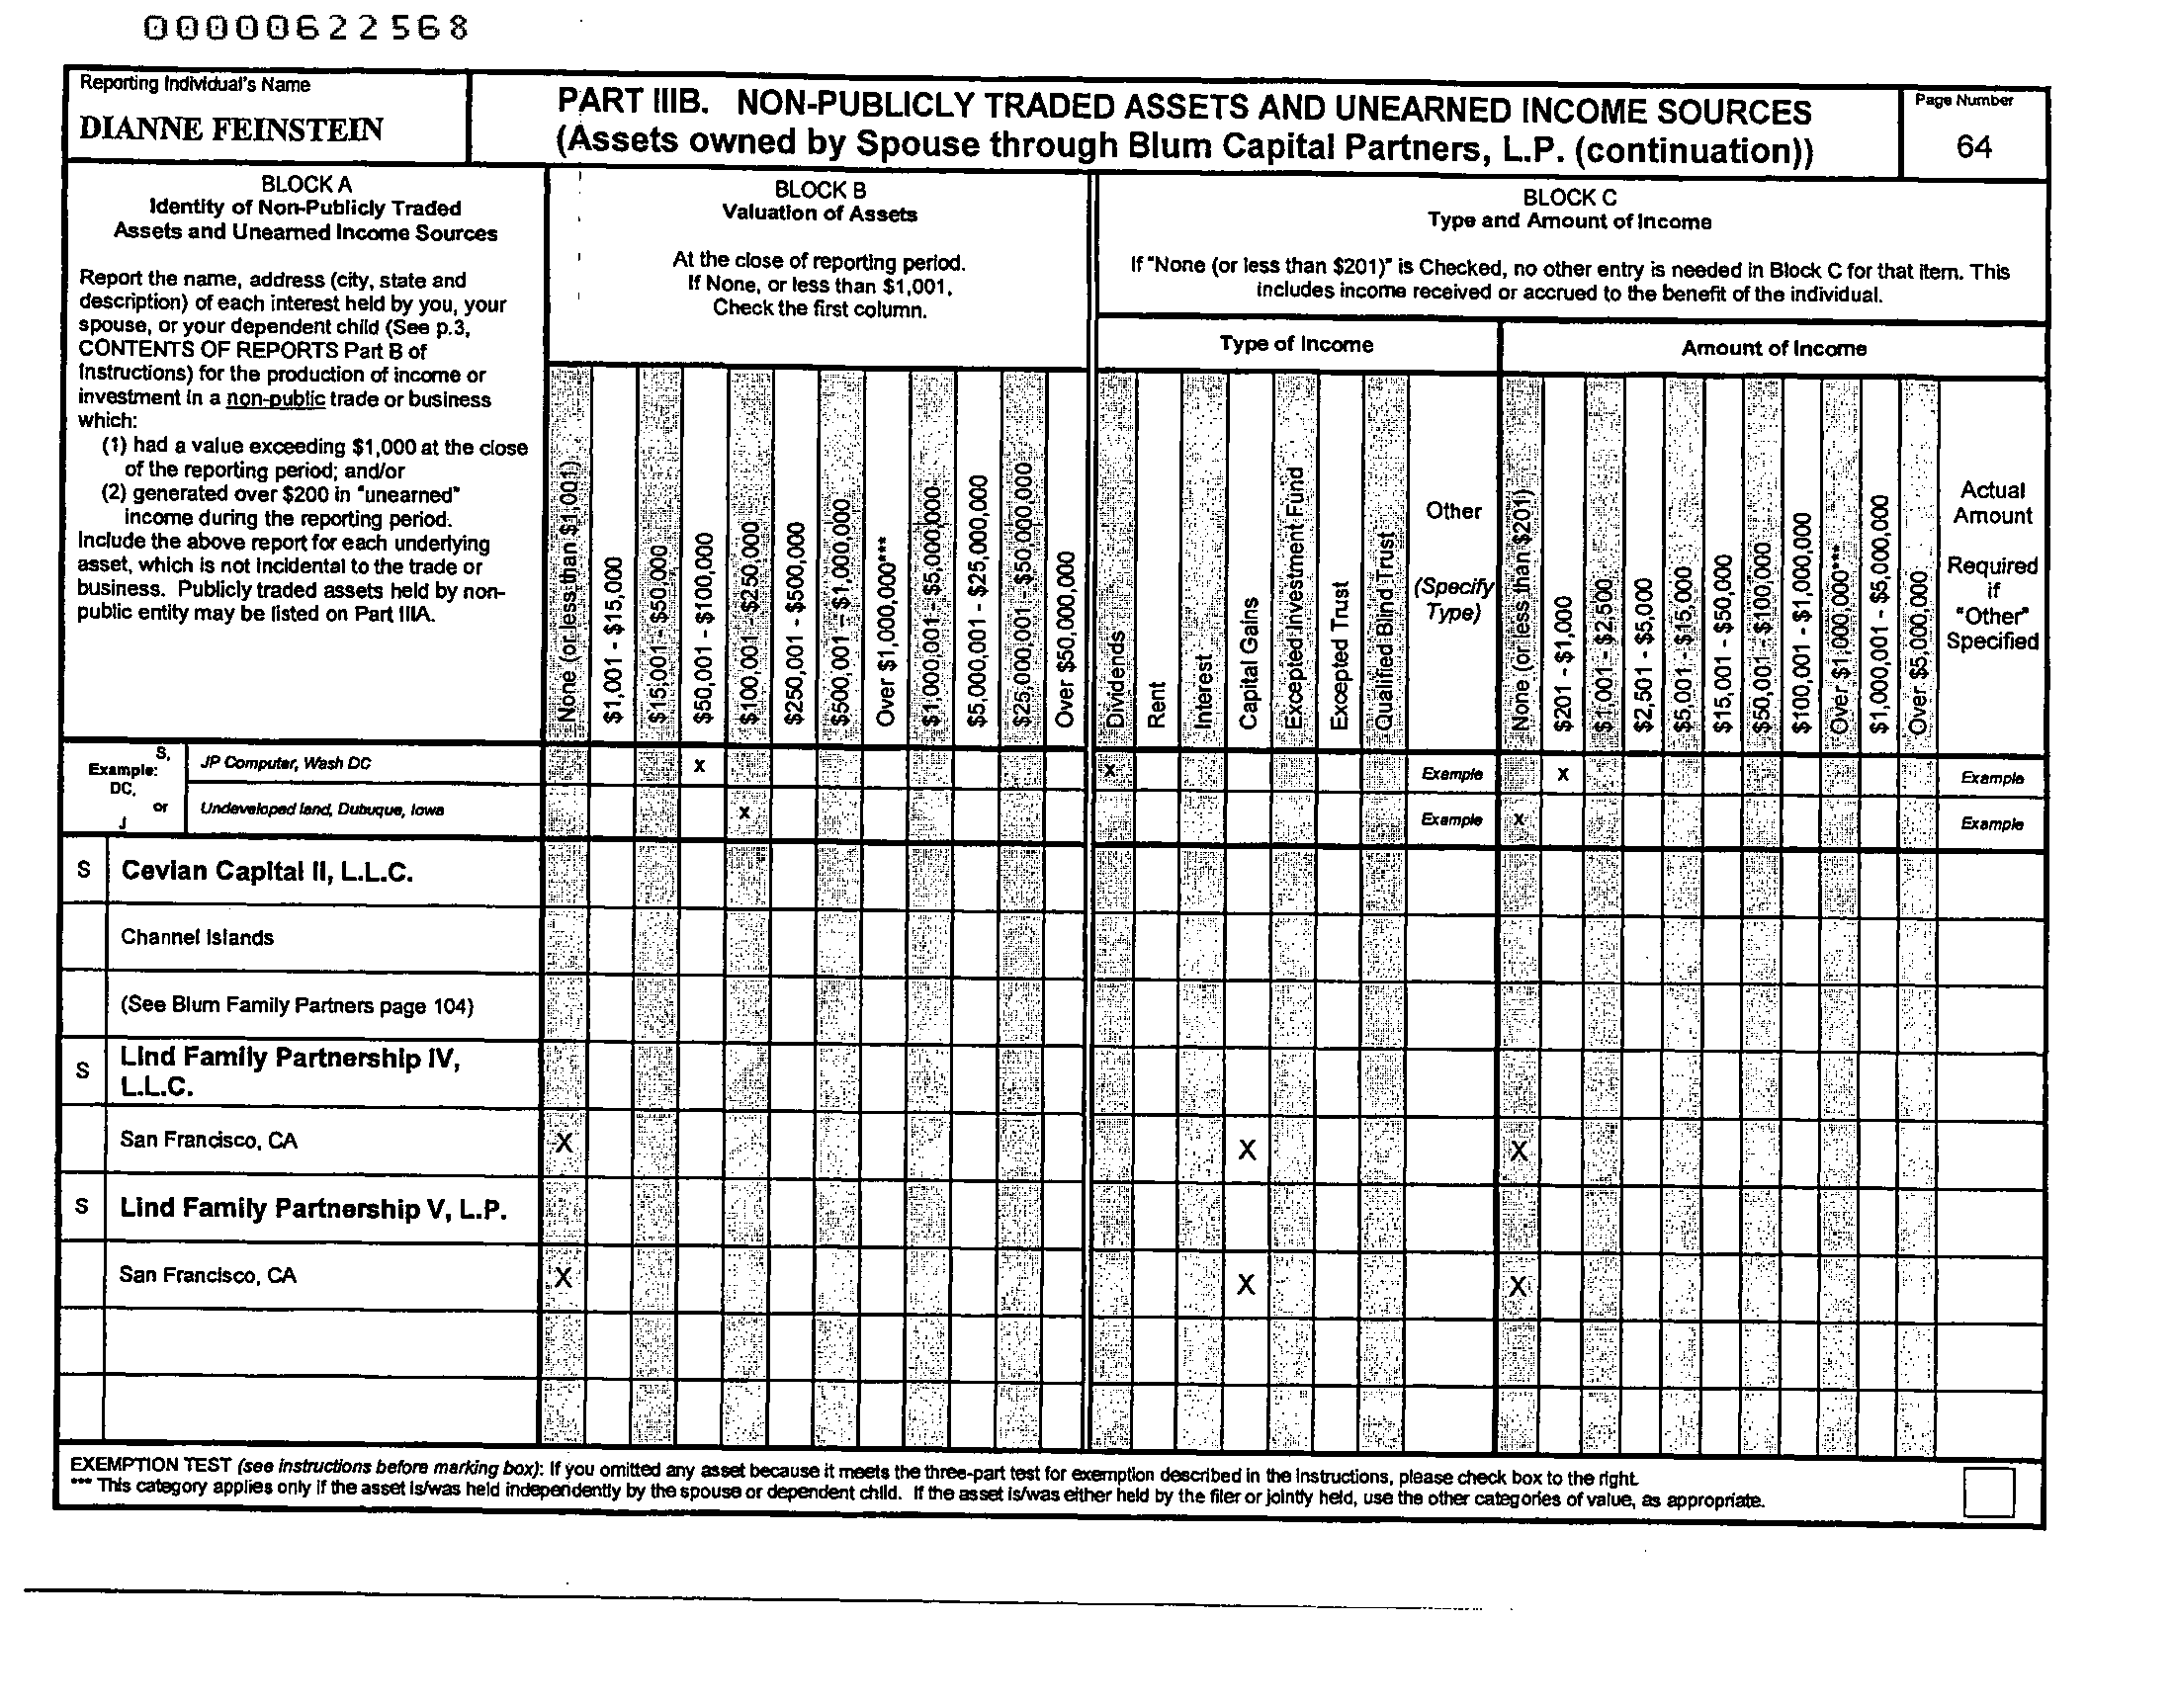 00000622568
Reporting Individual's Name
DIANNE FEINSTEIN
PART IIIB. NON-PUBLICLY TRADED ASSETS AND UNEARNED INCOME SOURCES
(Assets owned by Spouse through Blum Capital Partners, L.P. (continuation))
Page Number
64
BLOCK A
Identity of Non-Publicly Traded
Assets and Unearned Income Sources
Report the name, address (city, state and
description) of each interest held by you, your
spouse, or your dependent child (See p.3,
CONTENTS OF REPORTS Part B of
Instructions) for the production of income or
investment in a non-public trade or business
which:
(1) had a value exceeding $1,000 at the close
of the reporting period; and/or
(2) generated over $200 in "unearned"
income during the reporting period.
Include the above report for each underlying
asset, which is not incidental to the trade or
business. Publicly traded assets held by non-
public entity may be listed on Part IIIA.
BLOCK B
Valuation of Assets
At the close of reporting period.
If None, or less than $1,001,
Check the first column.
BLOCK C
Type and Amount of Income
If "None (or less than $201)" is Checked, no other entry is needed in Block C for that item. This
includes income received or accrued to the benefit of the individual.
Type of Income
Amount of Income
None (or less than $1,001)
$1,001 - $15,000
$15,001 - $50,000
$50,001 - $100,000
$100,001 - $250,000
$250,001 - $500,000
$500,001 - $1,000,000
Over $1,000,000***
$1,000,001 - $5,000,000
$5,000,001 - $25,000,000
$25,000,001 - $50,000,000
Over $50,000,000
Dividends
Rent
Interest
Capital Gains
Excepted Investment Fund
Excepted Trust
Qualified Blind Trust
Other
(Specify
Type)
None (or less than $201)
$201 - $1,000
$1,001 - $2,500
$2,501 - $5,000
$5,001 - $15,000
$15,001 - $50,000
$50,001 - $100,000
$100,001 - $1,000,000
Over $1,000,000***
$1,000,001 - $5,000,000
Over $5,000,000
Actual
Amount
Required
if
"Other"
Specified
Example:
S,
DC,
or
J
JP Computer, Wash DC
X
X
Example
X
Example
Undeveloped land, Dubuque, Iowa
X
Example
X
Example
S
Cevian Capital II, L.L.C.
Channel Islands
(See Blum Family Partners page 104)
S
Lind Family Partnership IV,
L.L.C.
San Francisco, CA
X
X
X
S
Lind Family Partnership V, L.P.
San Francisco, CA
X
X
X
EXEMPTION TEST (see instructions before marking box): If you omitted any asset because it meets the three-part test for exemption described in the instructions, please check box to the right.
*** This category applies only if the asset is/was held independently by the spouse or dependent child. If the asset is/was either held by the filer or jointly held, use the other categories of value, as appropriate.